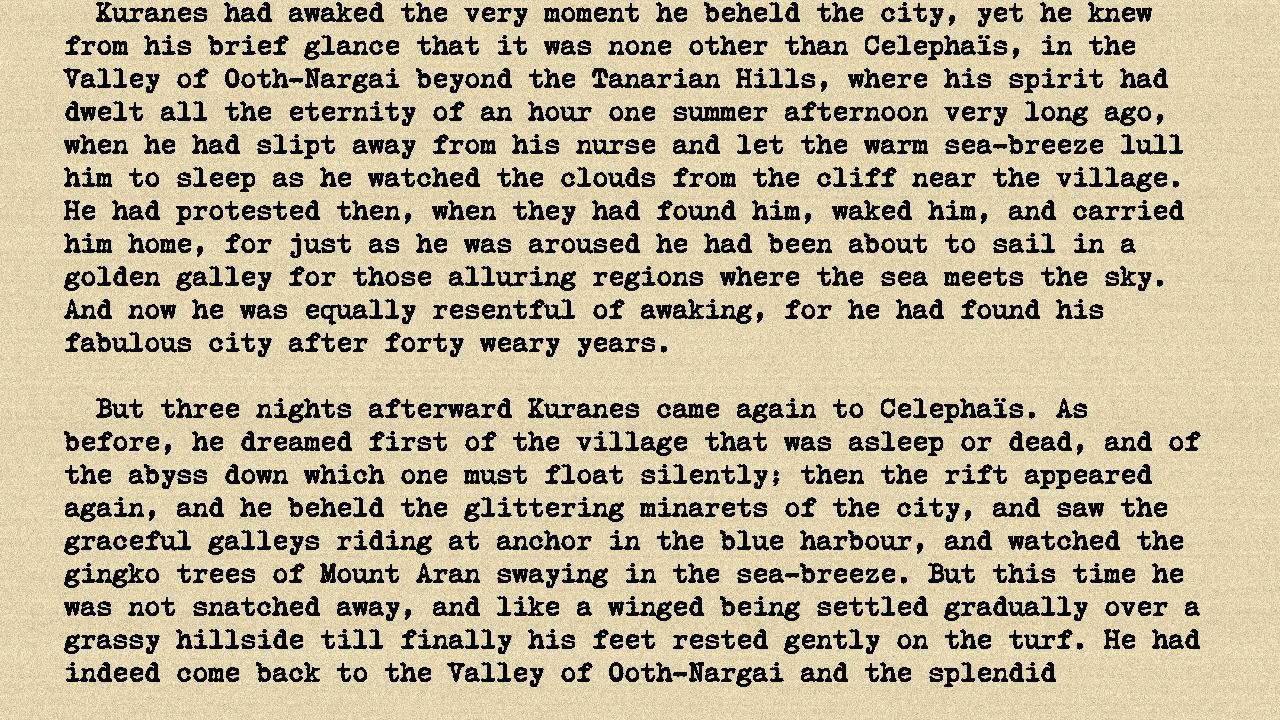 Kuranes had awaked the very moment he beheld the city, yet he knew
from his brief glance that it was none other than Celephaïs, in the
Valley of Ooth-Nargai beyond the Tanarian Hills, where his spirit had
dwelt all the eternity of an hour one summer afternoon very long ago,
when he had slipt away from his nurse and let the warm sea-breeze lull
him to sleep as he watched the clouds from the cliff near the village.
He had protested then, when they had found him, waked him, and carried
him home, for just as he was aroused he had been about to sail in a
golden galley for those alluring regions where the sea meets the sky.
And now he was equally resentful of awaking, for he had found his
fabulous city after forty weary years.

But three nights afterward Kuranes came again to Celephaïs. As
before, he dreamed first of the village that was asleep or dead, and of
the abyss down which one must float silently; then the rift appeared
again, and he beheld the glittering minarets of the city, and saw the
graceful galleys riding at anchor in the blue harbour, and watched the
gingko trees of Mount Aran swaying in the sea-breeze. But this time he
was not snatched away, and like a winged being settled gradually over a
grassy hillside till finally his feet rested gently on the turf. He had
indeed come back to the Valley of Ooth-Nargai and the splendid